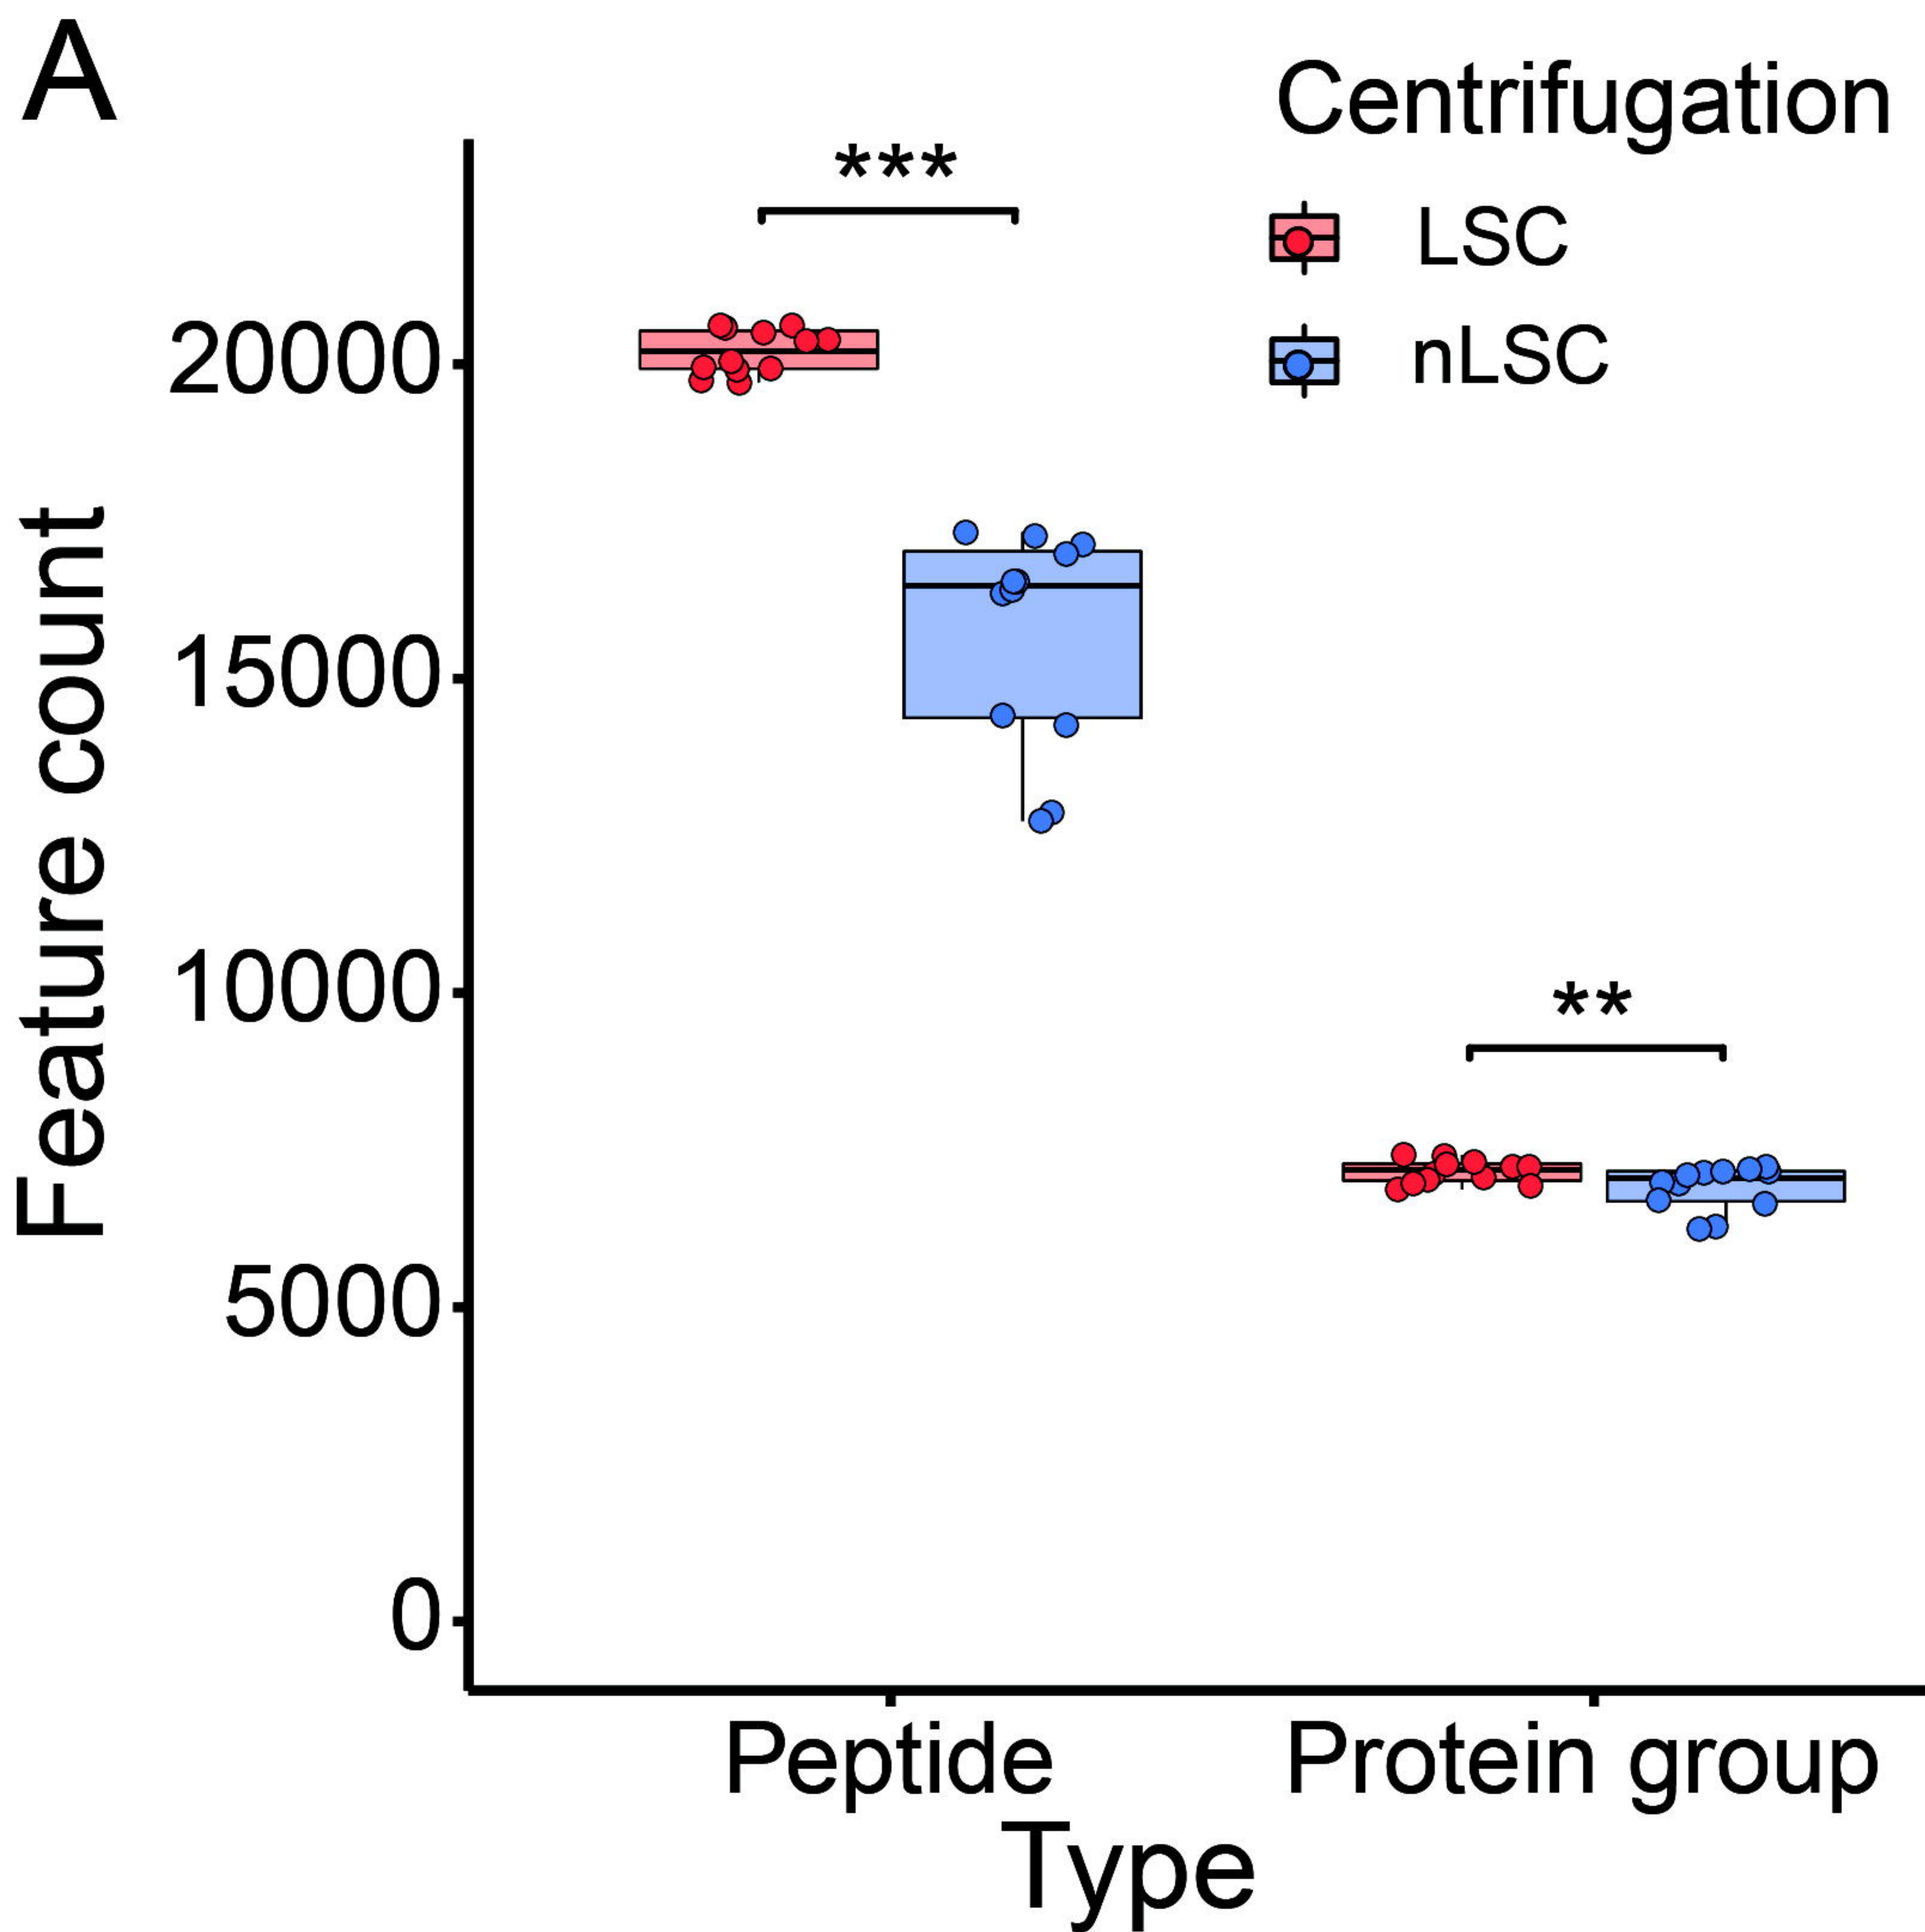 A
Centrifugation
LSC
nLSC
***
**
Feature count
20000
15000
10000
5000
0
Peptide
Protein group
Type